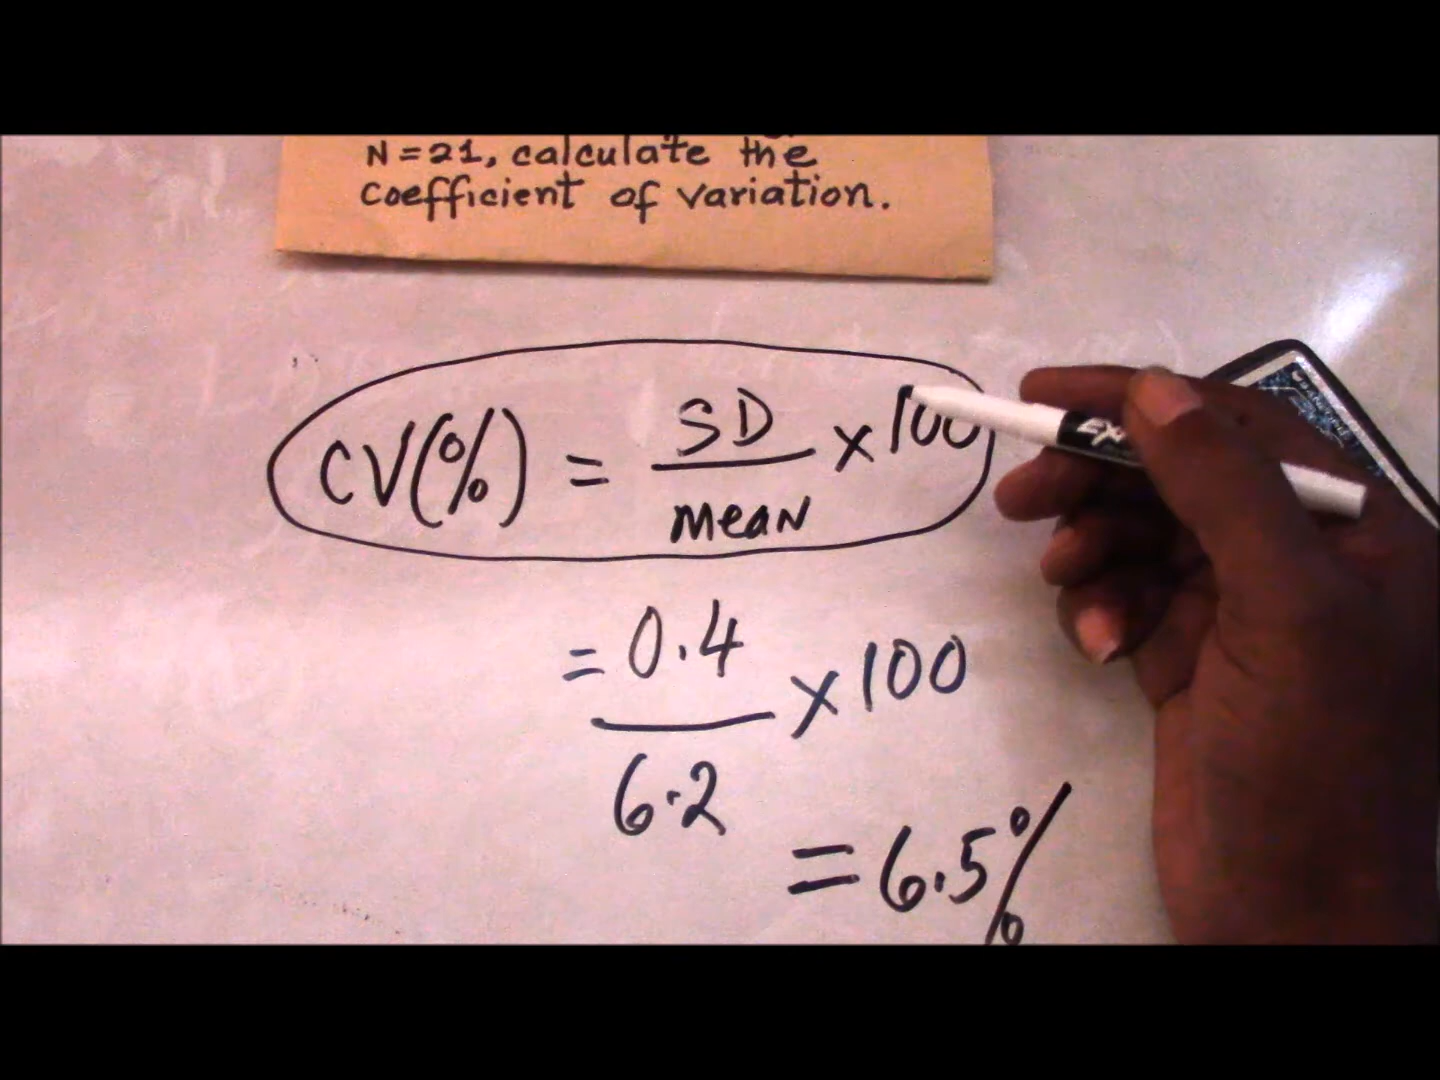 N=21, calculate the
coefficient of variation.
CV(%) = SD/mean × 100
= 0.4/6.2 × 100
= 6.5%